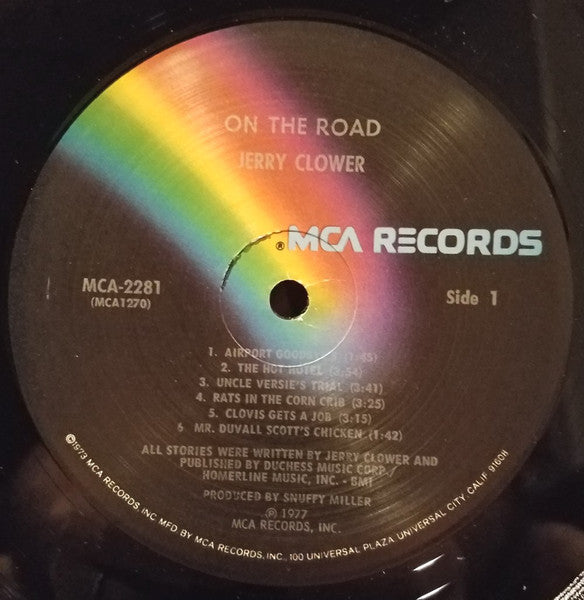 ON THE ROAD
JERRY CLOWER
® MCA RECORDS
MCA-2281
(MCA1270)
Side 1
1. AIRPORT
2. THE HOT HOTEL (3:54)
3. UNCLE VERSIE'S TRIAL (3:41)
4. RATS IN THE CORN CRIB (3:25)
5. CLOVIS GETS A JOB (3:15)
6 MR. DUVALL SCOTT'S CHICKEN (1:42)
ALL STORIES WERE WRITTEN BY JERRY CLOWER AND
PUBLISHED BY DUCHESS MUSIC CORP./
HOMERLINE MUSIC, INC. - BMI
PRODUCED BY SNUFFY MILLER
℗ 1977
MCA RECORDS, INC.
©1973 MCA RECORDS, INC MFD. BY MCA RECORDS, INC., 100 UNIVERSAL PLAZA, UNIVERSAL CITY, CALIF. 91608